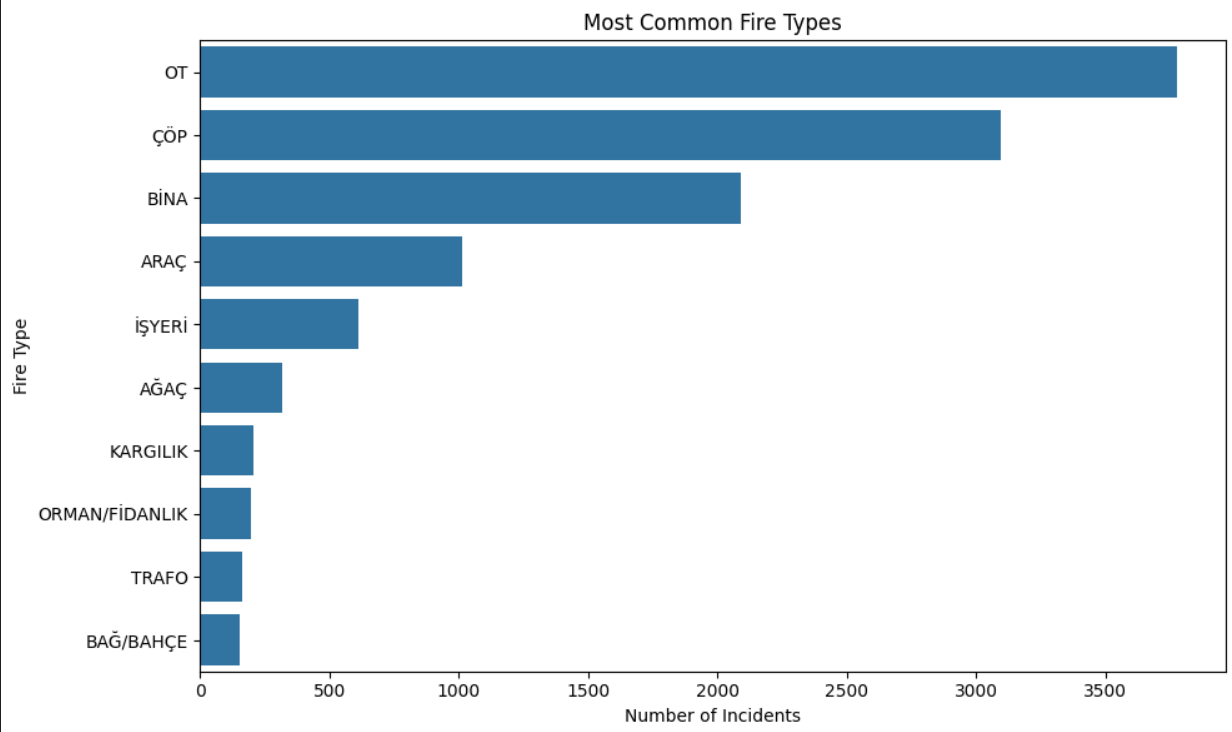 Most Common Fire Types
Fire Type
OT
ÇÖP
BİNA
ARAÇ
İŞYERİ
AĞAÇ
KARGILIK
ORMAN/FİDANLIK
TRAFO
BAĞ/BAHÇE
0 500 1000 1500 2000 2500 3000 3500
Number of Incidents